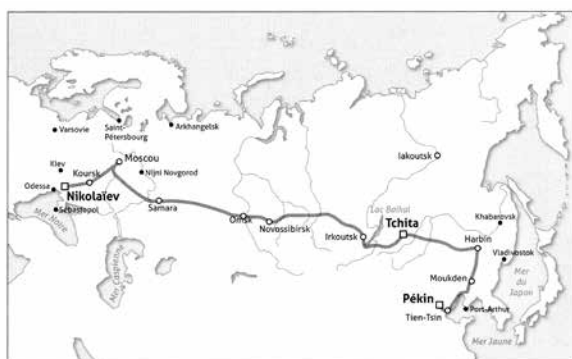 Varsovie
Saint-
Pétersbourg
Arkhangelsk
Kiev
Koursk
Moscou
Nijni Novgorod
Iakoutsk
Odessa
Nikolaïev
Sébastopol
Mer Noire
Samara
Omsk
Novossibirsk
Mer Caspienne
Lac Baïkal
Irkoutsk
Tchita
Khabarovsk
Harbin
Vladivostok
Moukden
Mer
du
Japon
Pékin
Port-Arthur
Tien-Tsin
Mer Jaune